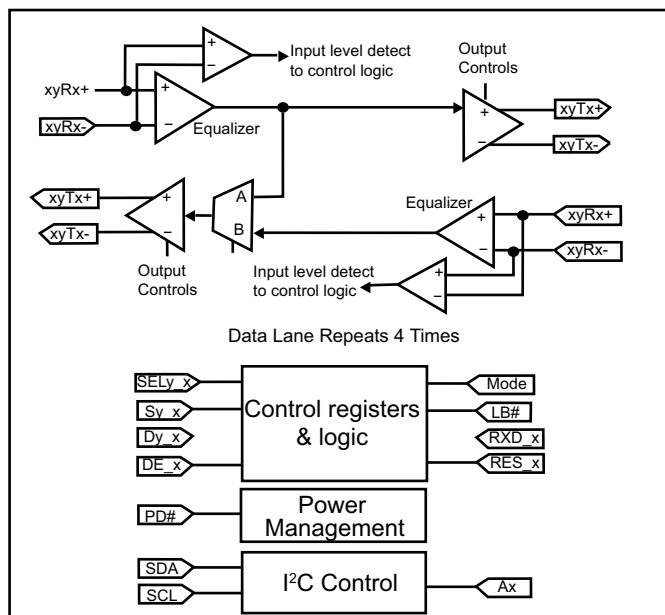 Input level detect
to control logic
Output
Controls
xyRx+
xyRx-
+
−
+
−
Equalizer
+
−
xyTx+
xyTx-
xyTx+
xyTx-
+
−
A
B
Equalizer
+
−
xyRx+
xyRx-
Output
Controls
Input level detect
to control logic
+
−
Data Lane Repeats 4 Times
SELy_x
Sy_x
Dy_x
DE_x
Control registers
& logic
Mode
LB#
RXD_x
RES_x
PD#
Power
Management
SDA
SCL
I²C Control
Ax